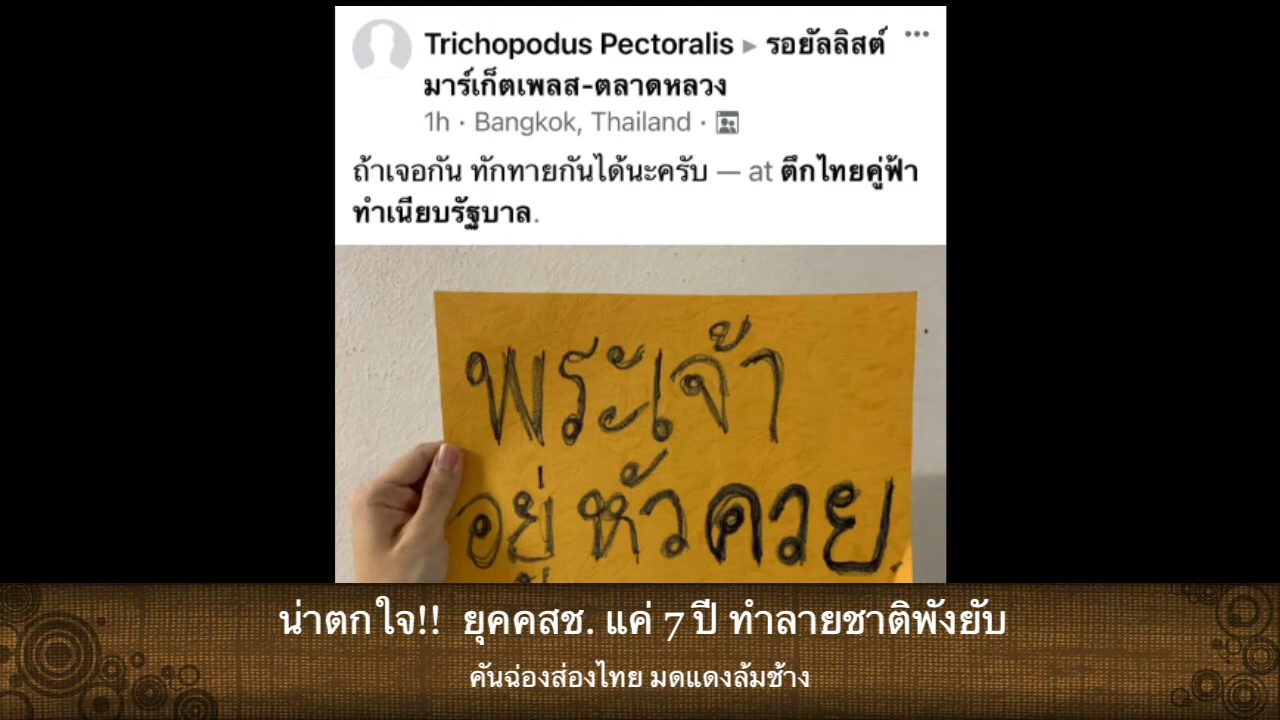 Trichopodus Pectoralis ▸ รอยัลลิสต์
มาร์เก็ตเพลส-ตลาดหลวง
1h · Bangkok, Thailand ·
ถ้าเจอกัน ทักทายกันได้นะครับ — at ตึกไทยคู่ฟ้า
ทำเนียบรัฐบาล.
พระเจ้า
อยู่หัวควย
น่าตกใจ!! ยุคคสช. แค่ 7 ปี ทำลายชาติพังยับ
คันฉ่องส่องไทย มดแดงล้มช้าง